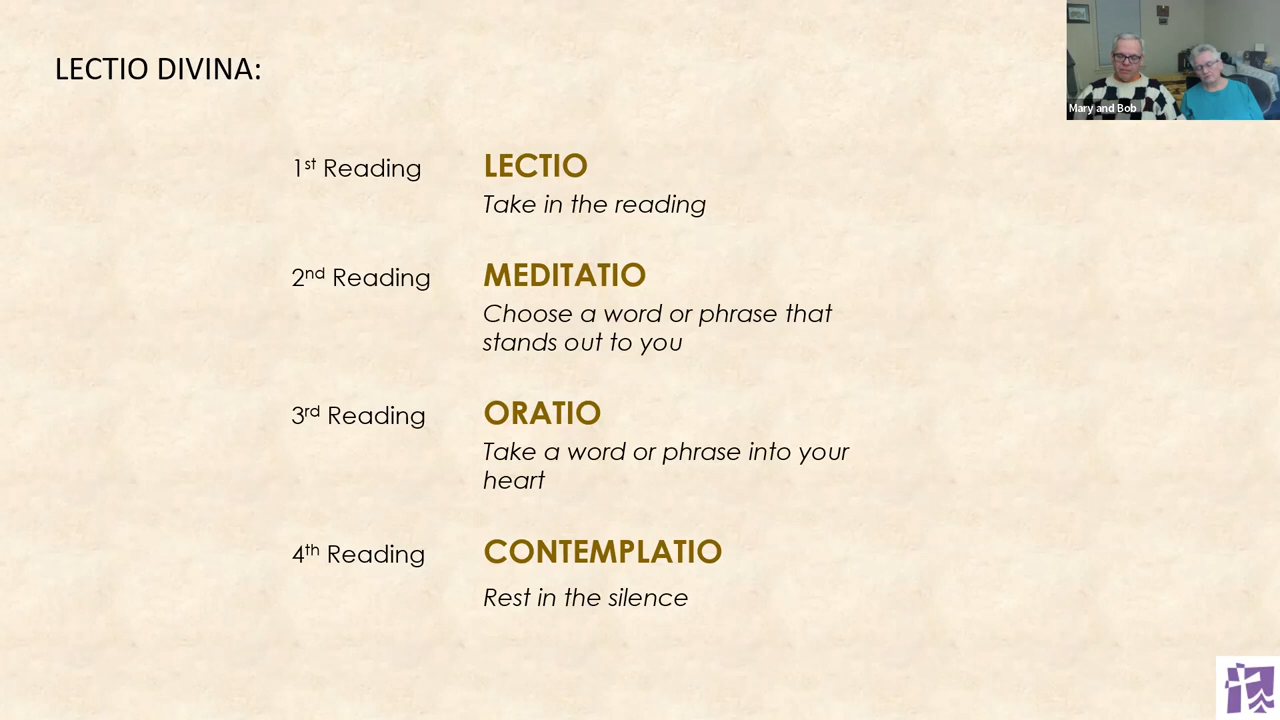 LECTIO DIVINA:
Mary and Bob
1st Reading LECTIO
Take in the reading
2nd Reading MEDITATIO
Choose a word or phrase that
stands out to you
3rd Reading ORATIO
Take a word or phrase into your
heart
4th Reading CONTEMPLATIO
Rest in the silence